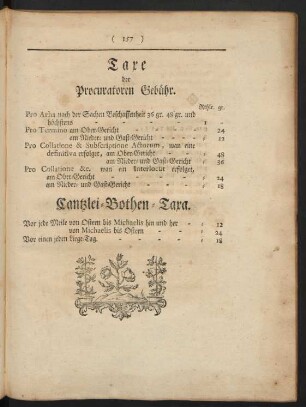 ( 257 )
Taxe
der
Procuratoren Gebühr.
Rthlr. gr.
Pro Arha nach der Sachen Beschaffenheit 36 gr. 48 gr. und
höchstens - - - 1 -
Pro Termino am Ober-Gericht - - - 24
am Nieder- und Gast-Gericht - - 12
Pro Collatione & Subscriptione Actorum, wan eine
definitiva erfolget, am Ober-Gericht - - 48
am Nieder- und Gast-Gericht - 36
Pro Collatione &c. wan ein Interlocut erfolget,
am Ober-Gericht - - - 24
am Nieder- und Gast-Gericht - - - 18
Cantzlei-Bothen-Taxa.
Vor jede Meile von Ostern bis Michaelis hin und her - 12
von Michaelis bis Ostern - - 24
Vor einen jeden Liege-Tag. - - - 18